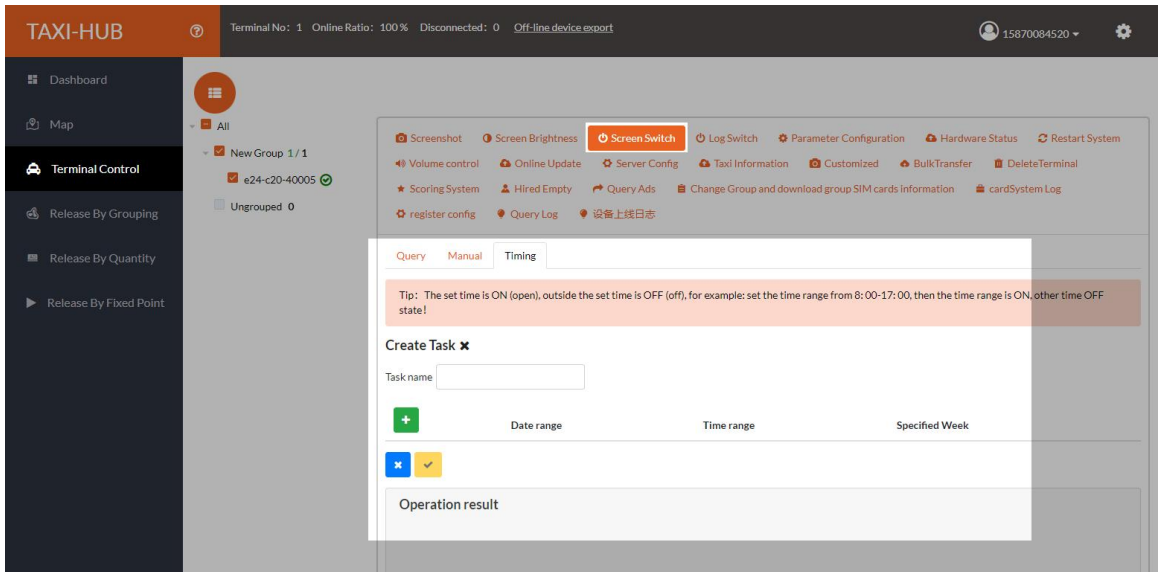 TAXI-HUB
Terminal No: 1 Online Ratio: 100 % Disconnected: 0 Off-line device export
15870084520
Dashboard
Map
Terminal Control
Release By Grouping
Release By Quantity
Release By Fixed Point
All
New Group 1 / 1
e24-c20-40005
Ungrouped 0
Screenshot Screen Brightness Screen Switch Log Switch Parameter Configuration Hardware Status Restart System
Volume control Online Update Server Config Taxi Information Customized BulkTransfer DeleteTerminal
Scoring System Hired Empty Query Ads Change Group and download group SIM cards information cardSystem Log
register config Query Log 设备上线日志
Query Manual Timing
Tip: The set time is ON (open), outside the set time is OFF (off), for example: set the time range from 8: 00-17: 00, then the time range is ON, other time OFF
state!
Create Task
Task name
Date range Time range Specified Week
Operation result